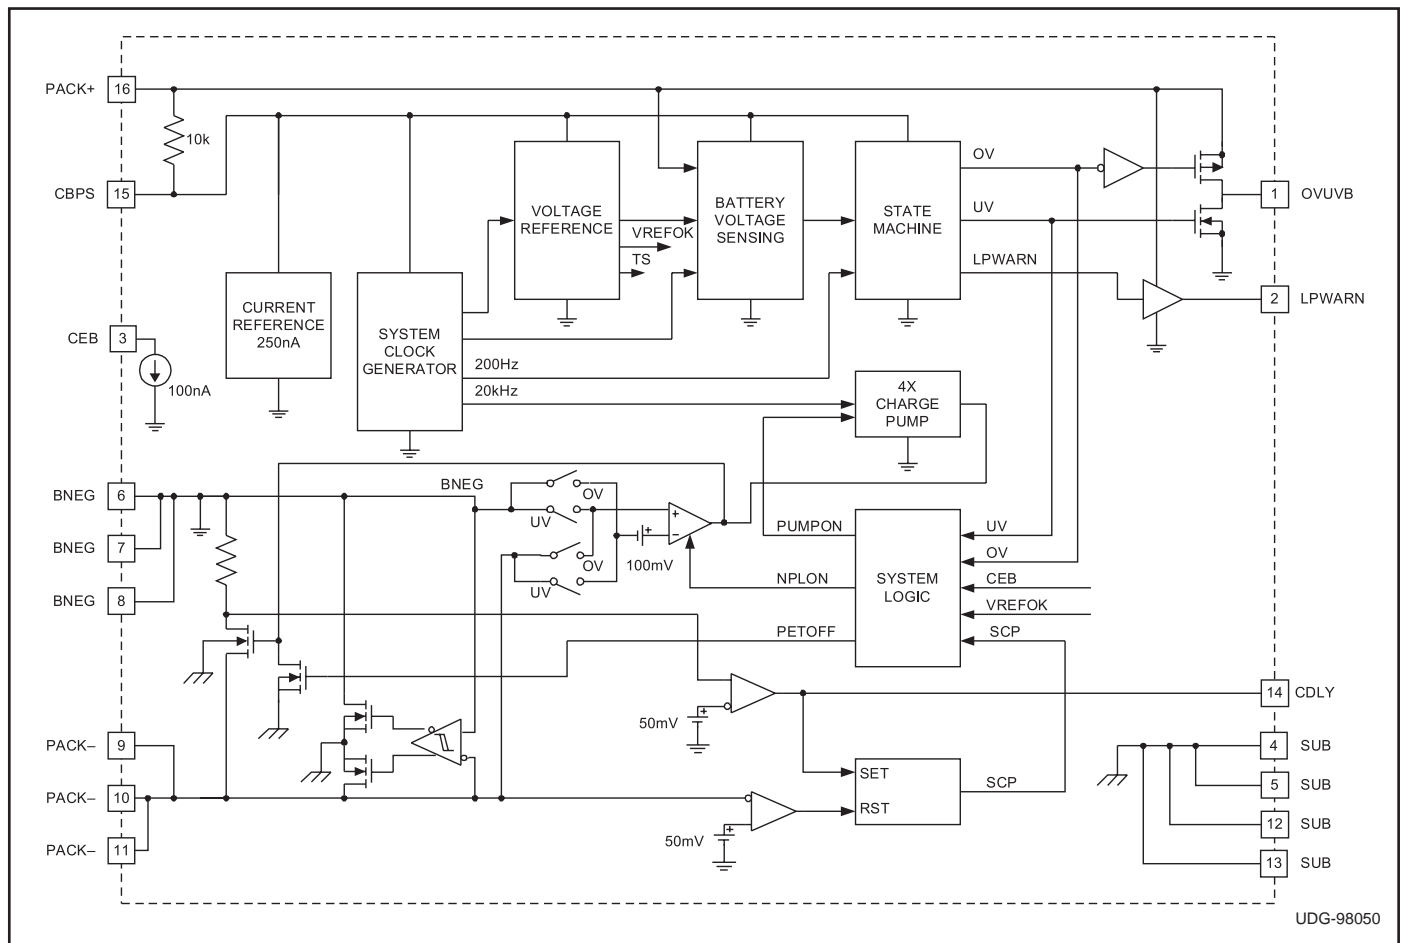 PACK+
16
10k
CBPS
15
CEB
3
100nA
CURRENT
REFERENCE
250nA
SYSTEM
CLOCK
GENERATOR
VOLTAGE
REFERENCE
VREFOK
TS
BATTERY
VOLTAGE
SENSING
STATE
MACHINE
OV
UV
LPWARN
1
OVUVB
2
LPWARN
200Hz
20kHz
4X
CHARGE
PUMP
BNEG
6
BNEG
7
BNEG
8
BNEG
OV
UV
OV
UV
+
100mV
+
–
PUMPON
NPLON
PETOFF
SYSTEM
LOGIC
UV
OV
CEB
VREFOK
SCP
+
50mV
14
CDLY
PACK–
9
PACK–
10
PACK–
11
+
50mV
SET
RST
SCP
4
SUB
5
SUB
12
SUB
13
SUB
UDG-98050